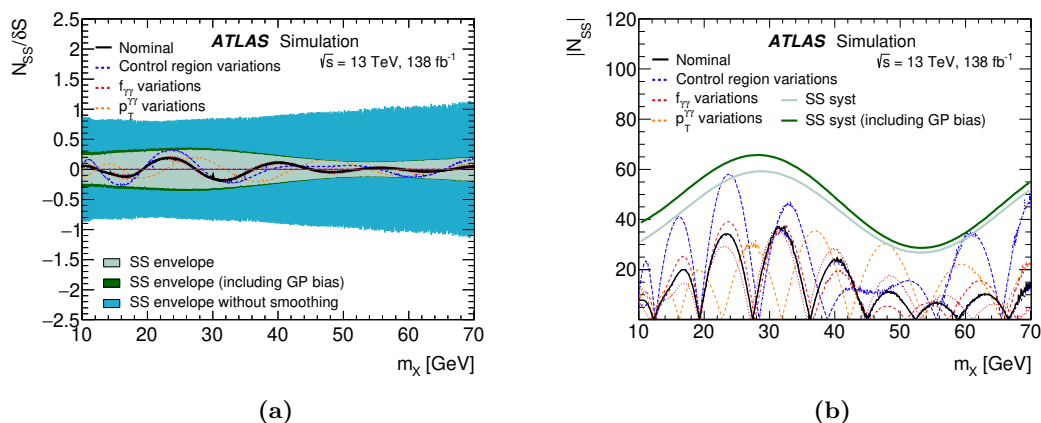 N_SS/δS
2.5
2
1.5
1
0.5
0
−0.5
−1
−1.5
−2
−2.5
ATLAS Simulation
√s = 13 TeV, 138 fb⁻¹
Nominal
Control region variations
f_γγ variations
p_T^γγ variations
SS envelope
SS envelope (including GP bias)
SS envelope without smoothing
10 20 30 40 50 60 70
m_X [GeV]
(a)
|N_SS|
120
100
80
60
40
20
ATLAS Simulation
√s = 13 TeV, 138 fb⁻¹
Nominal
Control region variations
f_γγ variations
p_T^γγ variations
SS syst
SS syst (including GP bias)
10 20 30 40 50 60 70
m_X [GeV]
(b)